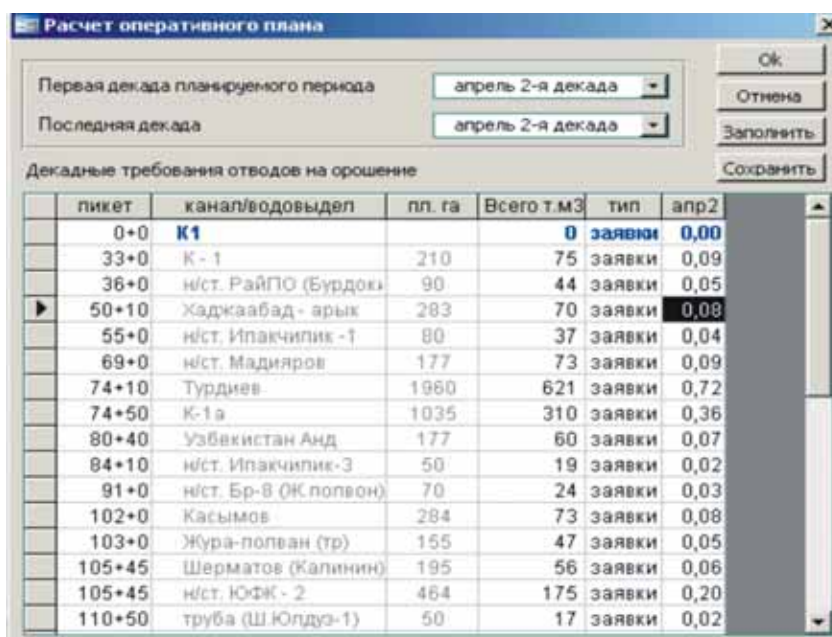 Расчет оперативного плана
Ok
Первая декада планируемого периода апрель 2-я декада
Отмена
Последняя декада апрель 2-я декада
Заполнить
Декадные требования отводов на орошение
Сохранить
пикет канал/водовыдел пл. га Всего т.м3 тип апр2
0+0 К1 0 заявки 0,00
33+0 К - 1 210 75 заявки 0,09
36+0 н/ст. РайПО 90 44 заявки 0,05
50+10 Хаджаабад - арык 283 70 заявки 0,08
55+0 н/ст. Ипакчилик -1 80 37 заявки 0,04
69+0 н/ст. Мадияров 177 73 заявки 0,09
74+10 Турдиев 1960 621 заявки 0,72
74+50 К-1а 1035 310 заявки 0,36
80+40 Узбекистан Анд 177 60 заявки 0,07
84+10 н/ст. Ипакчилик-3 50 19 заявки 0,02
91+0 н/ст. Бр-8 (Ж.полвон) 70 24 заявки 0,03
102+0 Касымов 284 73 заявки 0,08
103+0 Жура-полван (тр) 155 47 заявки 0,05
105+45 Шерматов (Калинин) 195 56 заявки 0,06
105+45 н/ст. ЮФК - 2 464 175 заявки 0,20
110+50 труба (Ш.Юлдуз-1) 50 17 заявки 0,02